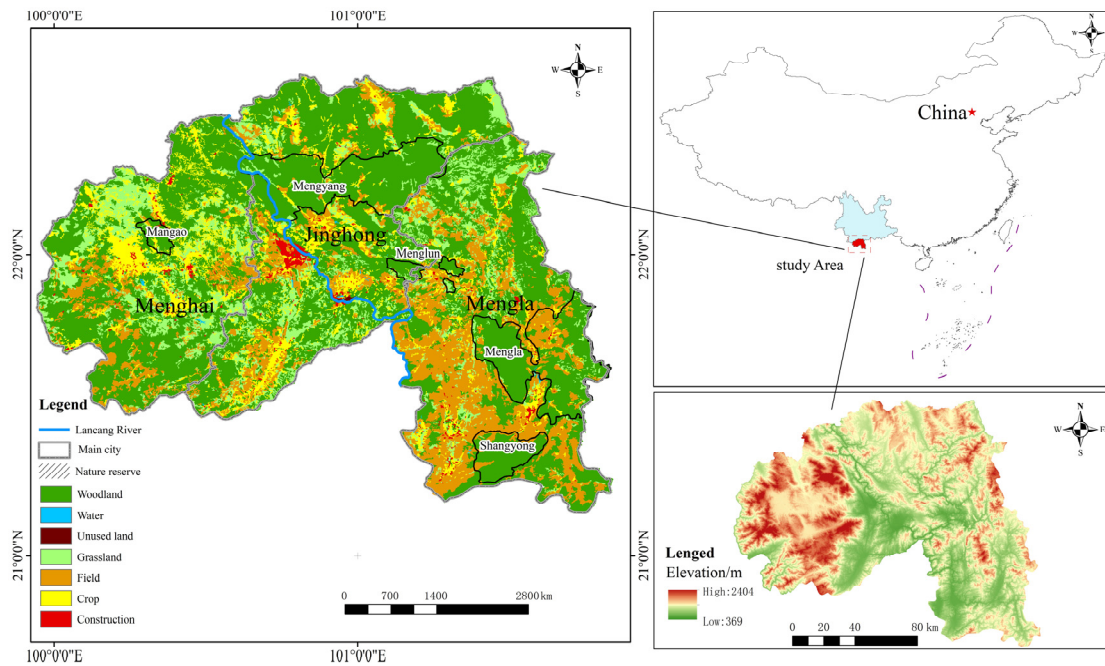 100°0'0"E
101°0'0"E
N
W E
S
22°0'0"N
21°0'0"N
22°0'0"N
21°0'0"N
Mengyang
Mangao
Jinghong
Menglun
Menghai
Mengla
Mengla
Shangyong
Legend
Lancang River
Main city
Nature reserve
Woodland
Water
Unused land
Grassland
Field
Crop
Construction
0 700 1400 2800 km
100°0'0"E
101°0'0"E
N
W E
S
China
study Area
N
W E
S
Lenged
Elevation/m
High:2404
Low:369
0 20 40 80 km